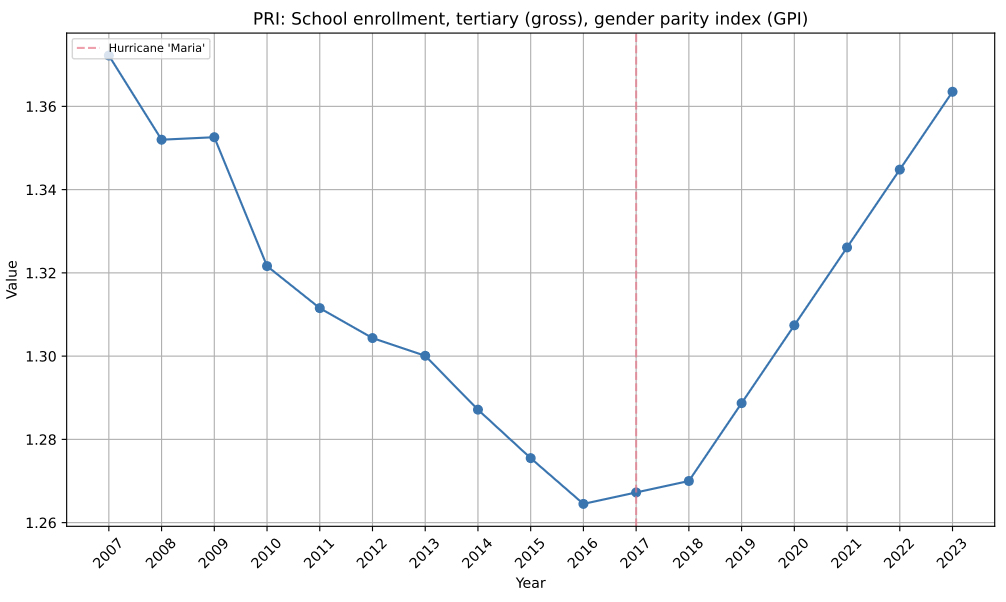 PRI: School enrollment, tertiary (gross), gender parity index (GPI)
Hurricane 'Maria'
Value
1.36
1.34
1.32
1.30
1.28
1.26
2007 2008 2009 2010 2011 2012 2013 2014 2015 2016 2017 2018 2019 2020 2021 2022 2023
Year